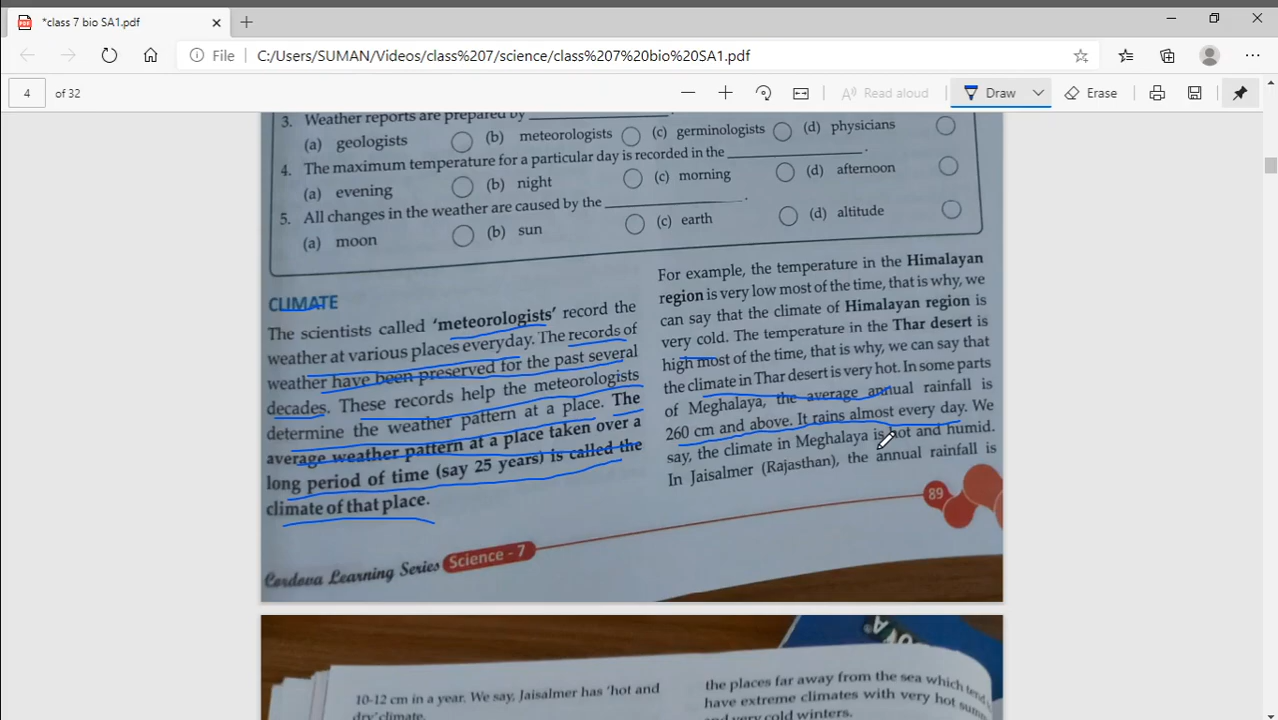 *class 7 bio SA1.pdf
File C:/Users/SUMAN/Videos/class%207/science/class%207%20bio%20SA1.pdf
4 of 32 Read aloud Draw Erase
3. Weather reports are prepared by
(a) geologists (b) meteorologists (c) germinologists (d) physicians
4. The maximum temperature for a particular day is recorded in the
(a) evening (b) night (c) morning (d) afternoon
5. All changes in the weather are caused by the
(a) moon (b) sun (c) earth (d) altitude
CLIMATE
The scientists called 'meteorologists' record the
weather at various places everyday. The records of
weather have been preserved for the past several
decades. These records help the meteorologists
determine the weather pattern at a place. The
average weather pattern at a place taken over a
long period of time (say 25 years) is called the
climate of that place.
For example, the temperature in the Himalayan
region is very low most of the time, that is why, we
can say that the climate of Himalayan region is
very cold. The temperature in the Thar desert is
high most of the time, that is why, we can say that
the climate in Thar desert is very hot. In some parts
of Meghalaya, the average annual rainfall is
260 cm and above. It rains almost every day. We
say, the climate in Meghalaya is hot and humid.
In Jaisalmer (Rajasthan), the annual rainfall is
89
Cordova Learning Series Science - 7
10-12 cm in a year. We say, Jaisalmer has 'hot and
dry' climate.
the places far away from the sea which tend
have extreme climates with very hot
and very cold winters.